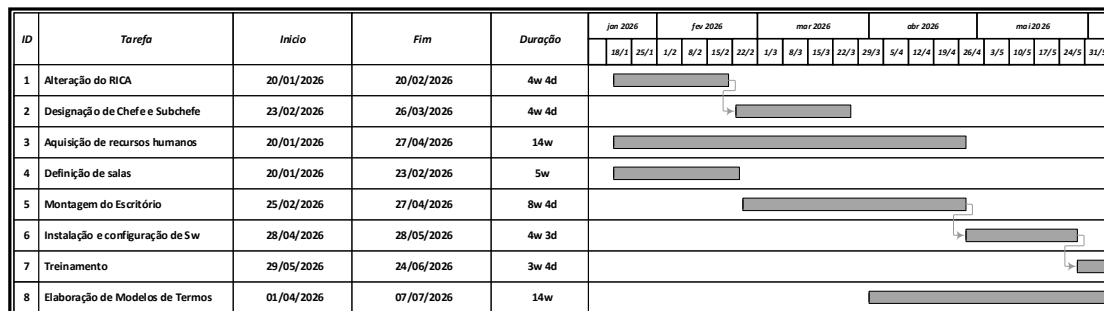 ID Tarefa Inicio Fim Duração jan 2026 fev 2026 mar 2026 abr 2026 mai 2026
18/1 25/1 1/2 8/2 15/2 22/2 1/3 8/3 15/3 22/3 29/3 5/4 12/4 19/4 26/4 3/5 10/5 17/5 24/5 31/5
1 Alteração do RICA 20/01/2026 20/02/2026 4w 4d
2 Designação de Chefe e Subchefe 23/02/2026 26/03/2026 4w 4d
3 Aquisição de recursos humanos 20/01/2026 27/04/2026 14w
4 Definição de salas 20/01/2026 23/02/2026 5w
5 Montagem do Escritório 25/02/2026 27/04/2026 8w 4d
6 Instalação e configuração de Sw 28/04/2026 28/05/2026 4w 3d
7 Treinamento 29/05/2026 24/06/2026 3w 4d
8 Elaboração de Modelos de Termos 01/04/2026 07/07/2026 14w